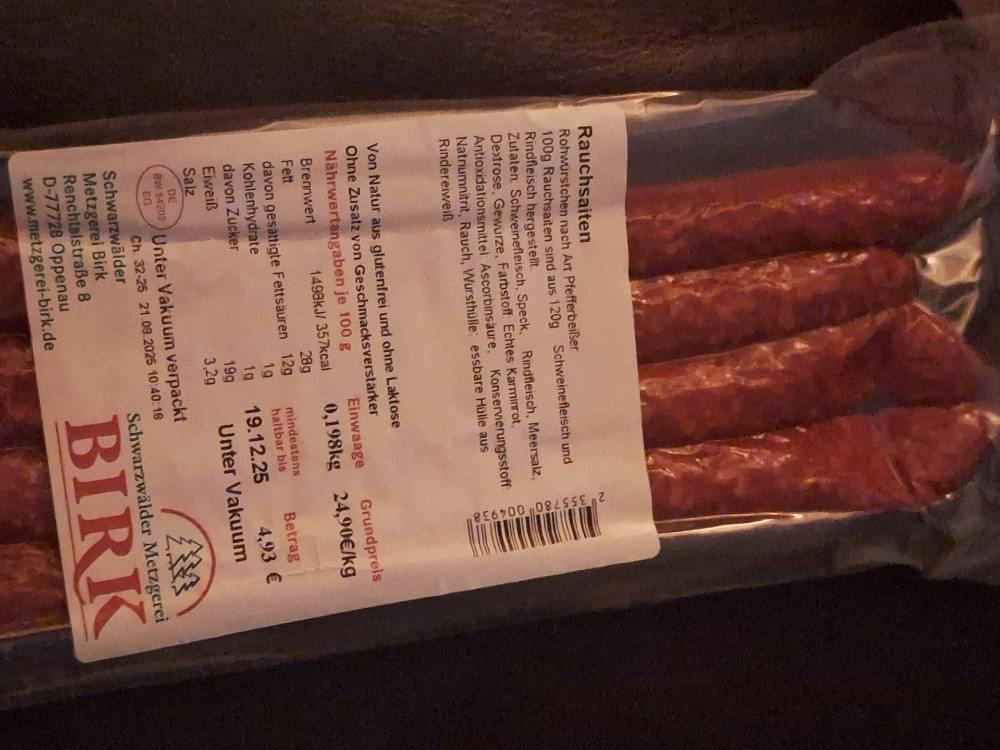 Rauchsaiten
Rohwürstchen nach Art Pfefferbeißer
100g Rauchsaiten sind aus 120g Schweinefleisch und
Rindfleisch hergestellt.
Zutaten: Schweinefleisch, Speck, Rindfleisch, Meersalz,
Dextrose, Gewürze, Farbstoff: Echtes Karminrot,
Antioxidationsmittel: Ascorbinsäure, Konservierungsstoff:
Natriumnitrit, Rauch, Wursthülle: essbare Hülle aus
Rindereiweiß
2 355780 004938
Von Natur aus glutenfrei und ohne Laktose
Ohne Zusatz von Geschmacksverstärker
Nährwertangaben je 100 g
Brennwert 1498kJ/ 357kcal
Fett 28g
davon gesättigte Fettsäuren 12g
Kohlenhydrate 1g
davon Zucker 1g
Eiweiß 19g
Salz 3,2g
Einwaage Grundpreis
0,198kg 24,90€/kg
mindestens
haltbar bis Betrag
19.12.25 4,93 €
Unter Vakuum
DE
BW 54202
EG
Unter Vakuum verpackt
Ch. 32-25 21.09.2025 10:40:18
Schwarzwälder
Metzgerei Birk
Renchtalstraße 8
D-77728 Oppenau
www.metzgerei-birk.de
Schwarzwälder Metzgerei
BIRK